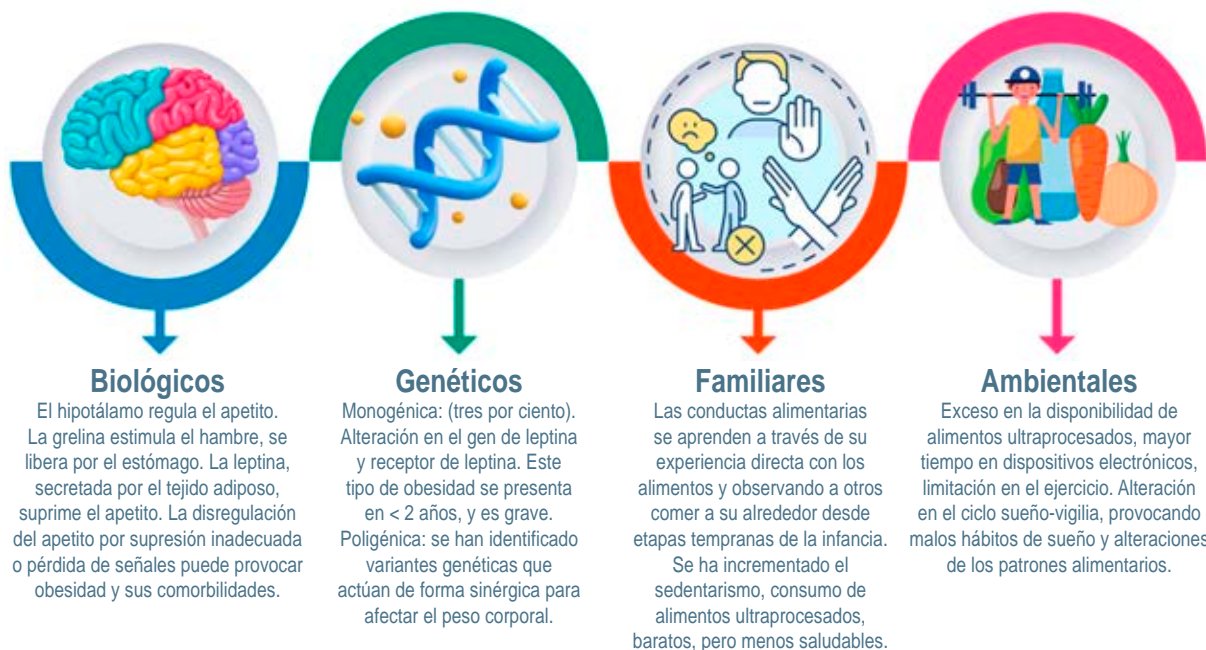 Biológicos
El hipotálamo regula el apetito.
La grelina estimula el hambre, se
libera por el estómago. La leptina,
secretada por el tejido adiposo,
suprime el apetito. La disregulación
del apetito por supresión inadecuada
o pérdida de señales puede provocar
obesidad y sus comorbilidades.
Genéticos
Monogénica: (tres por ciento).
Alteración en el gen de leptina
y receptor de leptina. Este
tipo de obesidad se presenta
en < 2 años, y es grave.
Poligénica: se han identificado
variantes genéticas que
actúan de forma sinérgica para
afectar el peso corporal.
Familiares
Las conductas alimentarias
se aprenden a través de su
experiencia directa con los
alimentos y observando a otros
comer a su alrededor desde
etapas tempranas de la infancia.
Se ha incrementado el
sedentarismo, consumo de
alimentos ultraprocesados,
baratos, pero menos saludables.
Ambientales
Exceso en la disponibilidad de
alimentos ultraprocesados, mayor
tiempo en dispositivos electrónicos,
limitación en el ejercicio. Alteración
en el ciclo sueño-vigilia, provocando
malos hábitos de sueño y alteraciones
de los patrones alimentarios.